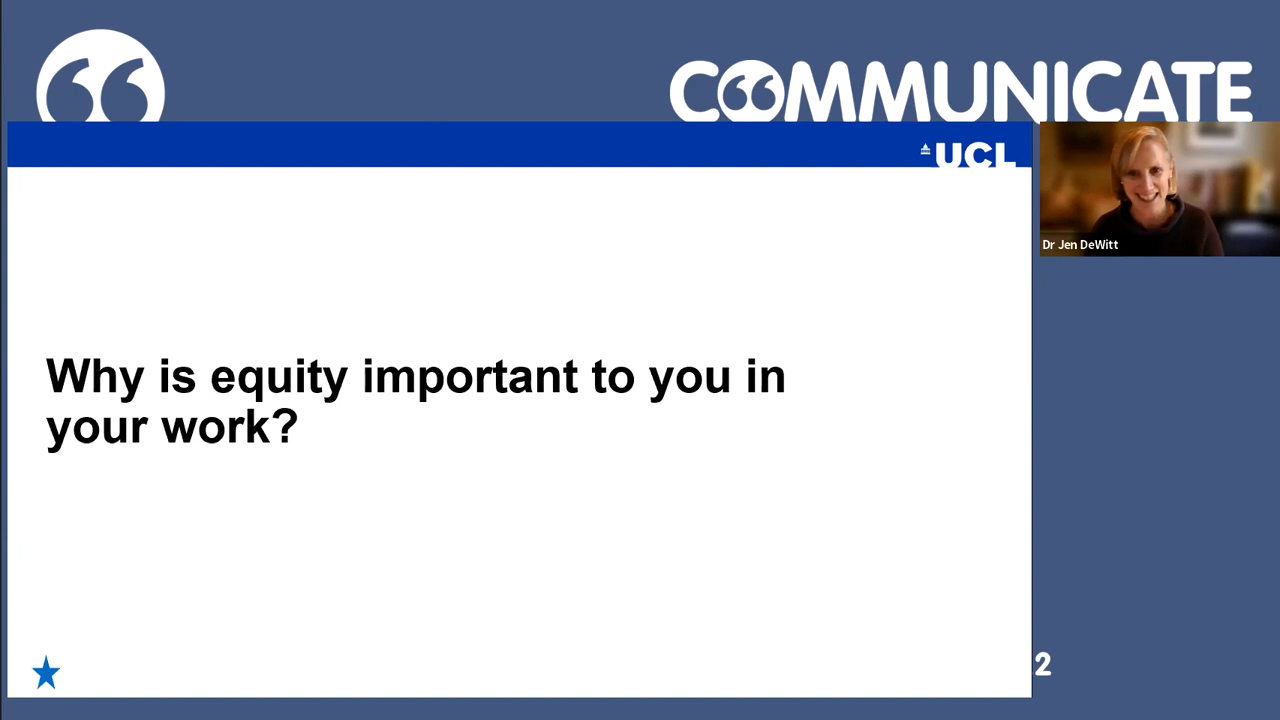 COMMUNICATE
UCL
Dr Jen DeWitt
Why is equity important to you in
your work?
2